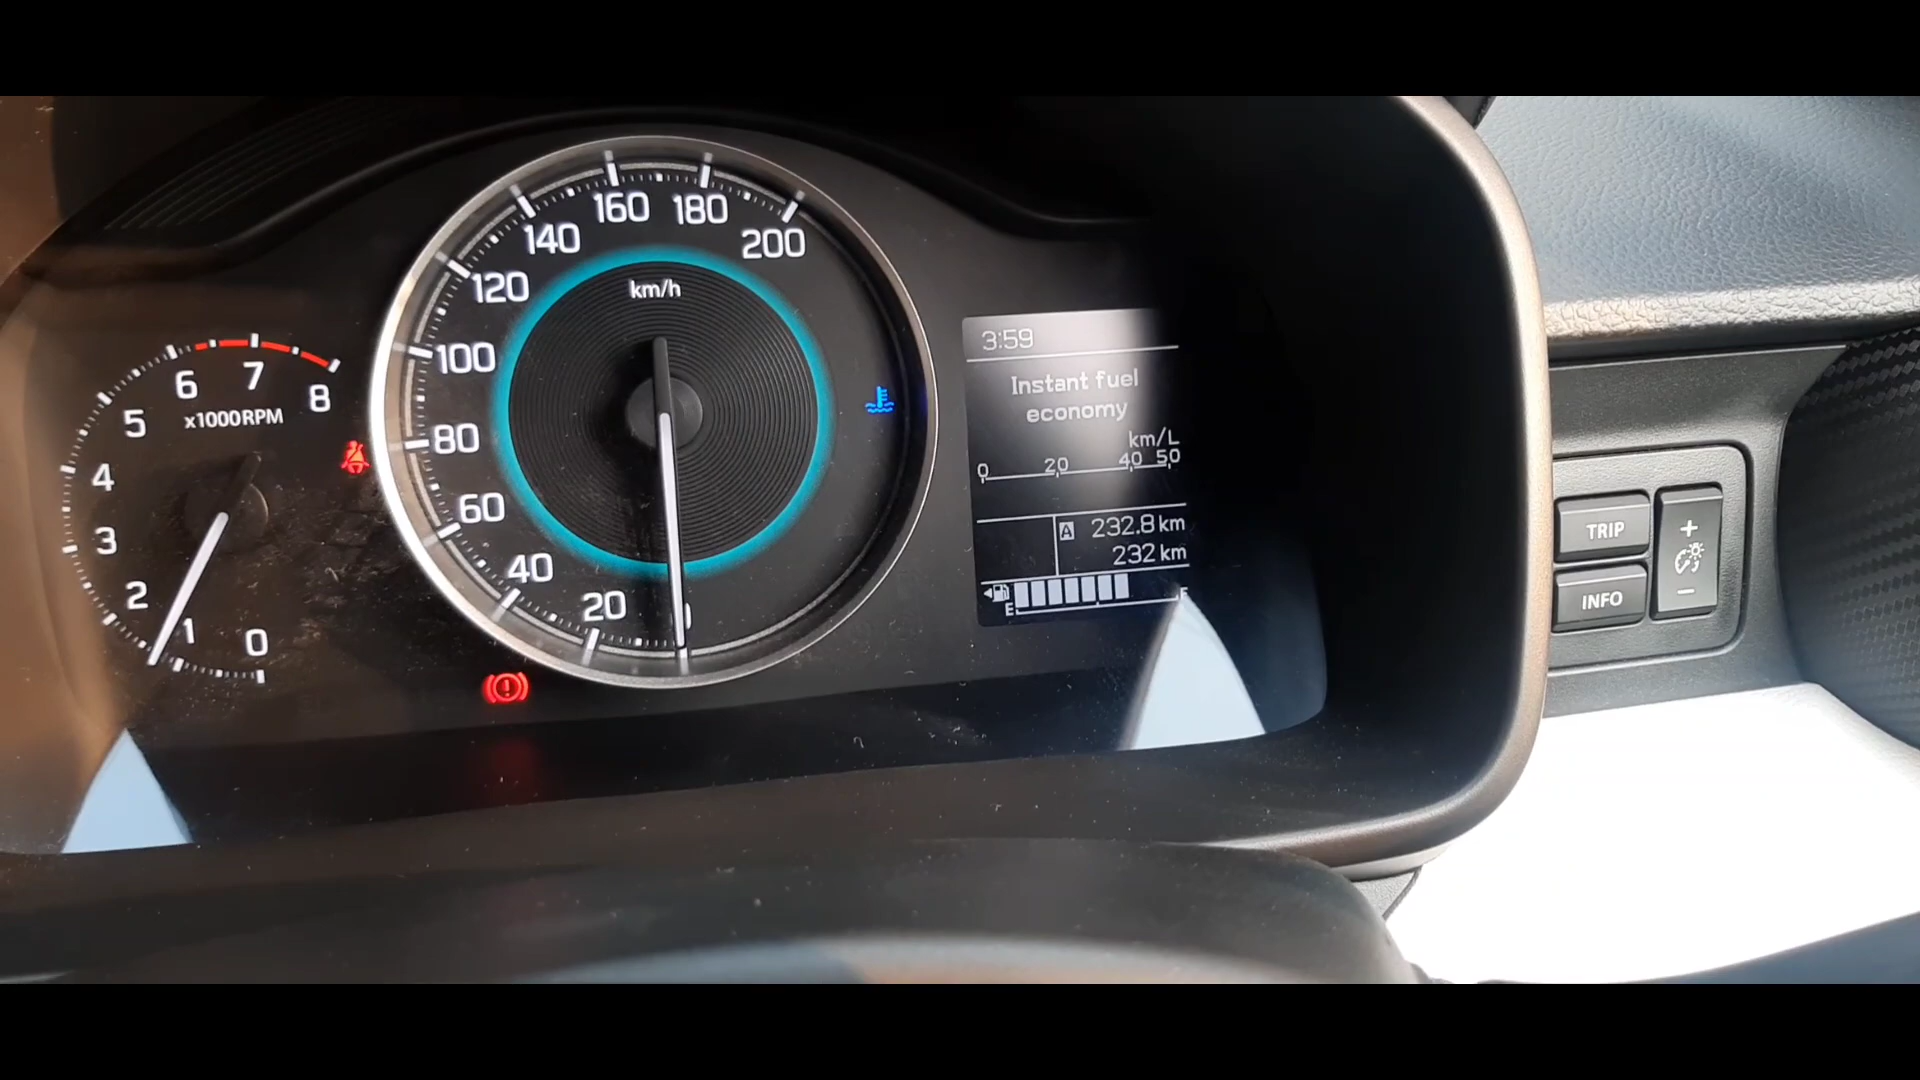 160 180
140 200
120
km/h
100
80
60
40
20
6 7 8
5
x1000RPM
4
3
2
1 0
3:59
Instant fuel
economy
km/L
0 20 40 50
A 232.8 km
232 km
E F
TRIP
INFO
+
-